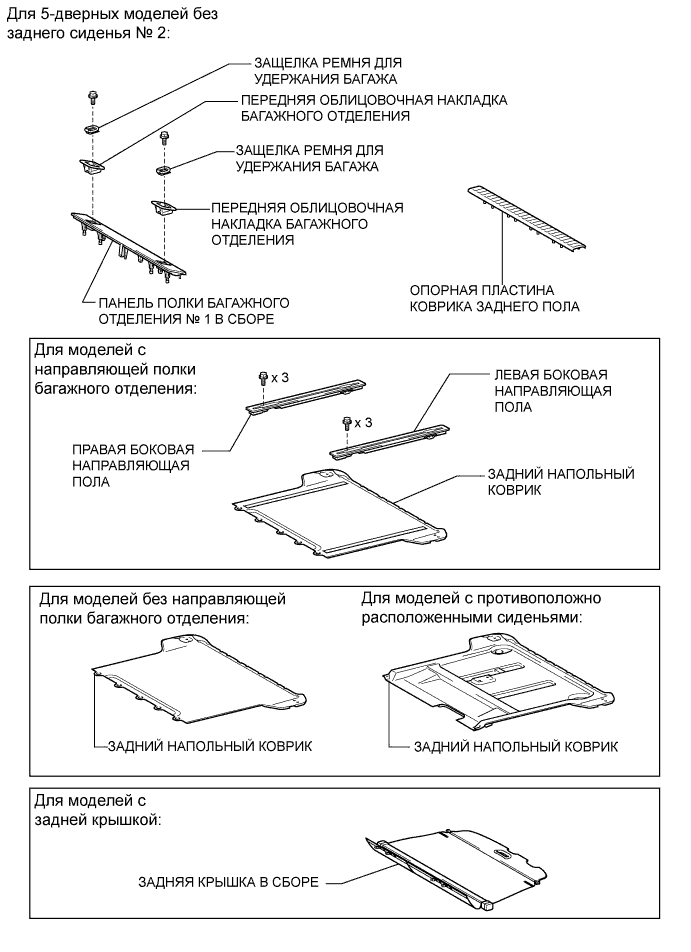 Для 5-дверных моделей без
заднего сиденья № 2:
ЗАЩЕЛКА РЕМНЯ ДЛЯ
УДЕРЖАНИЯ БАГАЖА
ПЕРЕДНЯЯ ОБЛИЦОВОЧНАЯ НАКЛАДКА
БАГАЖНОГО ОТДЕЛЕНИЯ
ЗАЩЕЛКА РЕМНЯ ДЛЯ
УДЕРЖАНИЯ БАГАЖА
ПЕРЕДНЯЯ ОБЛИЦОВОЧНАЯ
НАКЛАДКА БАГАЖНОГО
ОТДЕЛЕНИЯ
ПАНЕЛЬ ПОЛКИ БАГАЖНОГО
ОТДЕЛЕНИЯ № 1 В СБОРЕ
ОПОРНАЯ ПЛАСТИНА
КОВРИКА ЗАДНЕГО ПОЛА
Для моделей с
направляющей полки
багажного отделения:
x 3
ЛЕВАЯ БОКОВАЯ
НАПРАВЛЯЮЩАЯ
ПОЛА
x 3
ПРАВАЯ БОКОВАЯ
НАПРАВЛЯЮЩАЯ
ПОЛА
ЗАДНИЙ НАПОЛЬНЫЙ
КОВРИК
Для моделей без направляющей
полки багажного отделения:
ЗАДНИЙ НАПОЛЬНЫЙ КОВРИК
Для моделей с противоположно
расположенными сиденьями:
ЗАДНИЙ НАПОЛЬНЫЙ КОВРИК
Для моделей с
задней крышкой:
ЗАДНЯЯ КРЫШКА В СБОРЕ